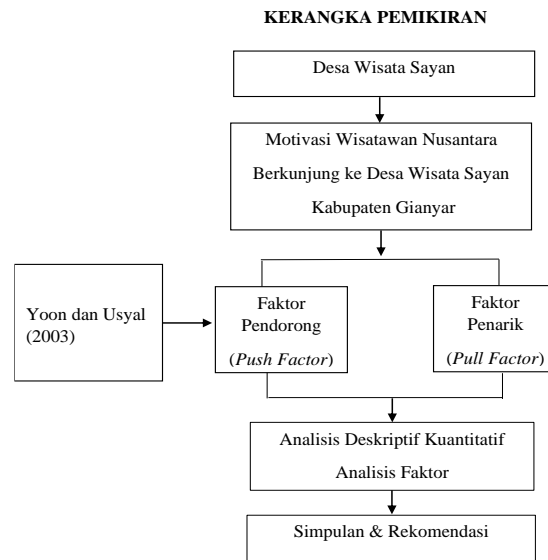 KERANGKA PEMIKIRAN
Desa Wisata Sayan
Motivasi Wisatawan Nusantara
Berkunjung ke Desa Wisata Sayan
Kabupaten Gianyar
Yoon dan Usyal
(2003)
Faktor
Pendorong
(Push Factor)
Faktor
Penarik
(Pull Factor)
Analisis Deskriptif Kuantitatif
Analisis Faktor
Simpulan & Rekomendasi